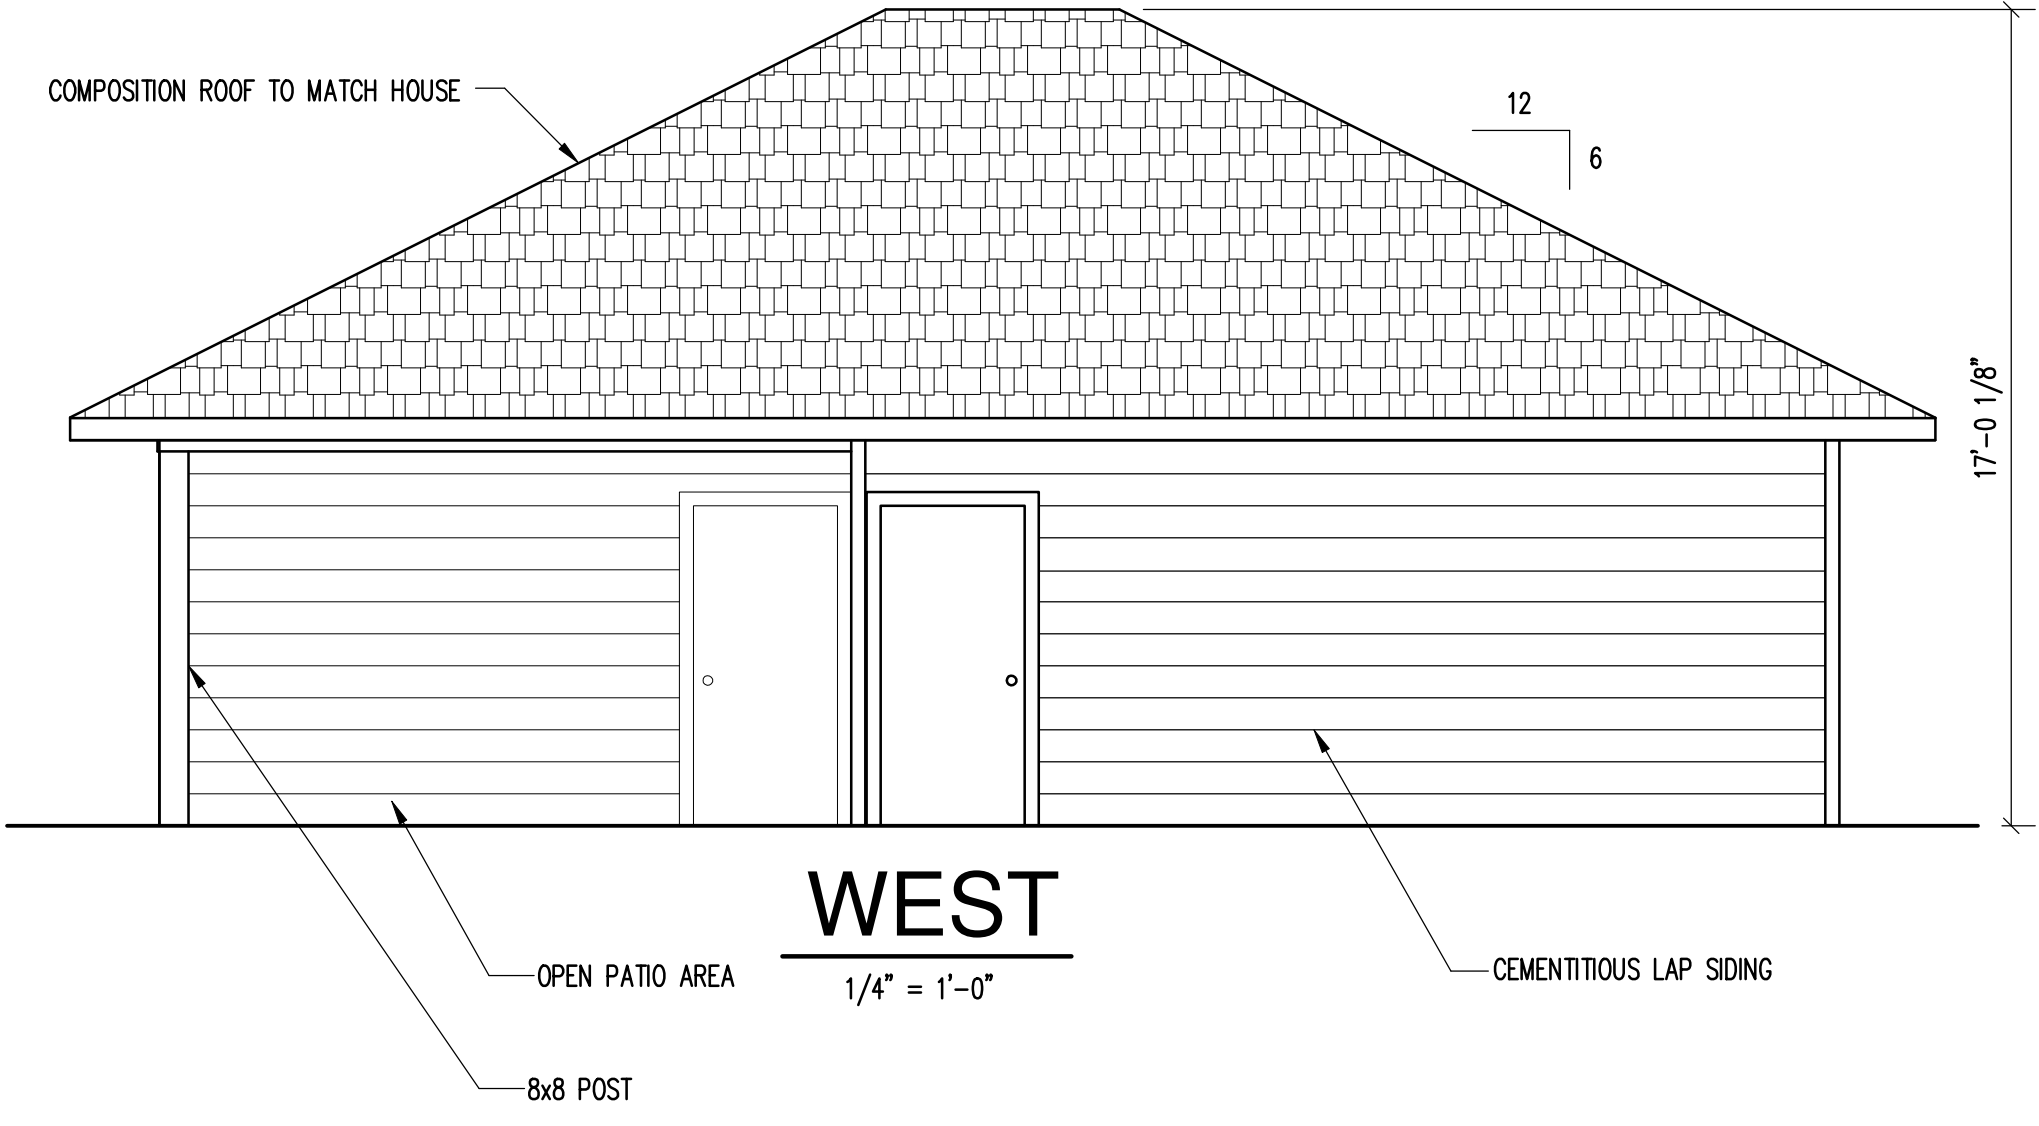 COMPOSITION ROOF TO MATCH HOUSE
12
6
17'-0 1/8"
WEST
1/4" = 1'-0"
OPEN PATIO AREA
CEMENTITIOUS LAP SIDING
8x8 POST